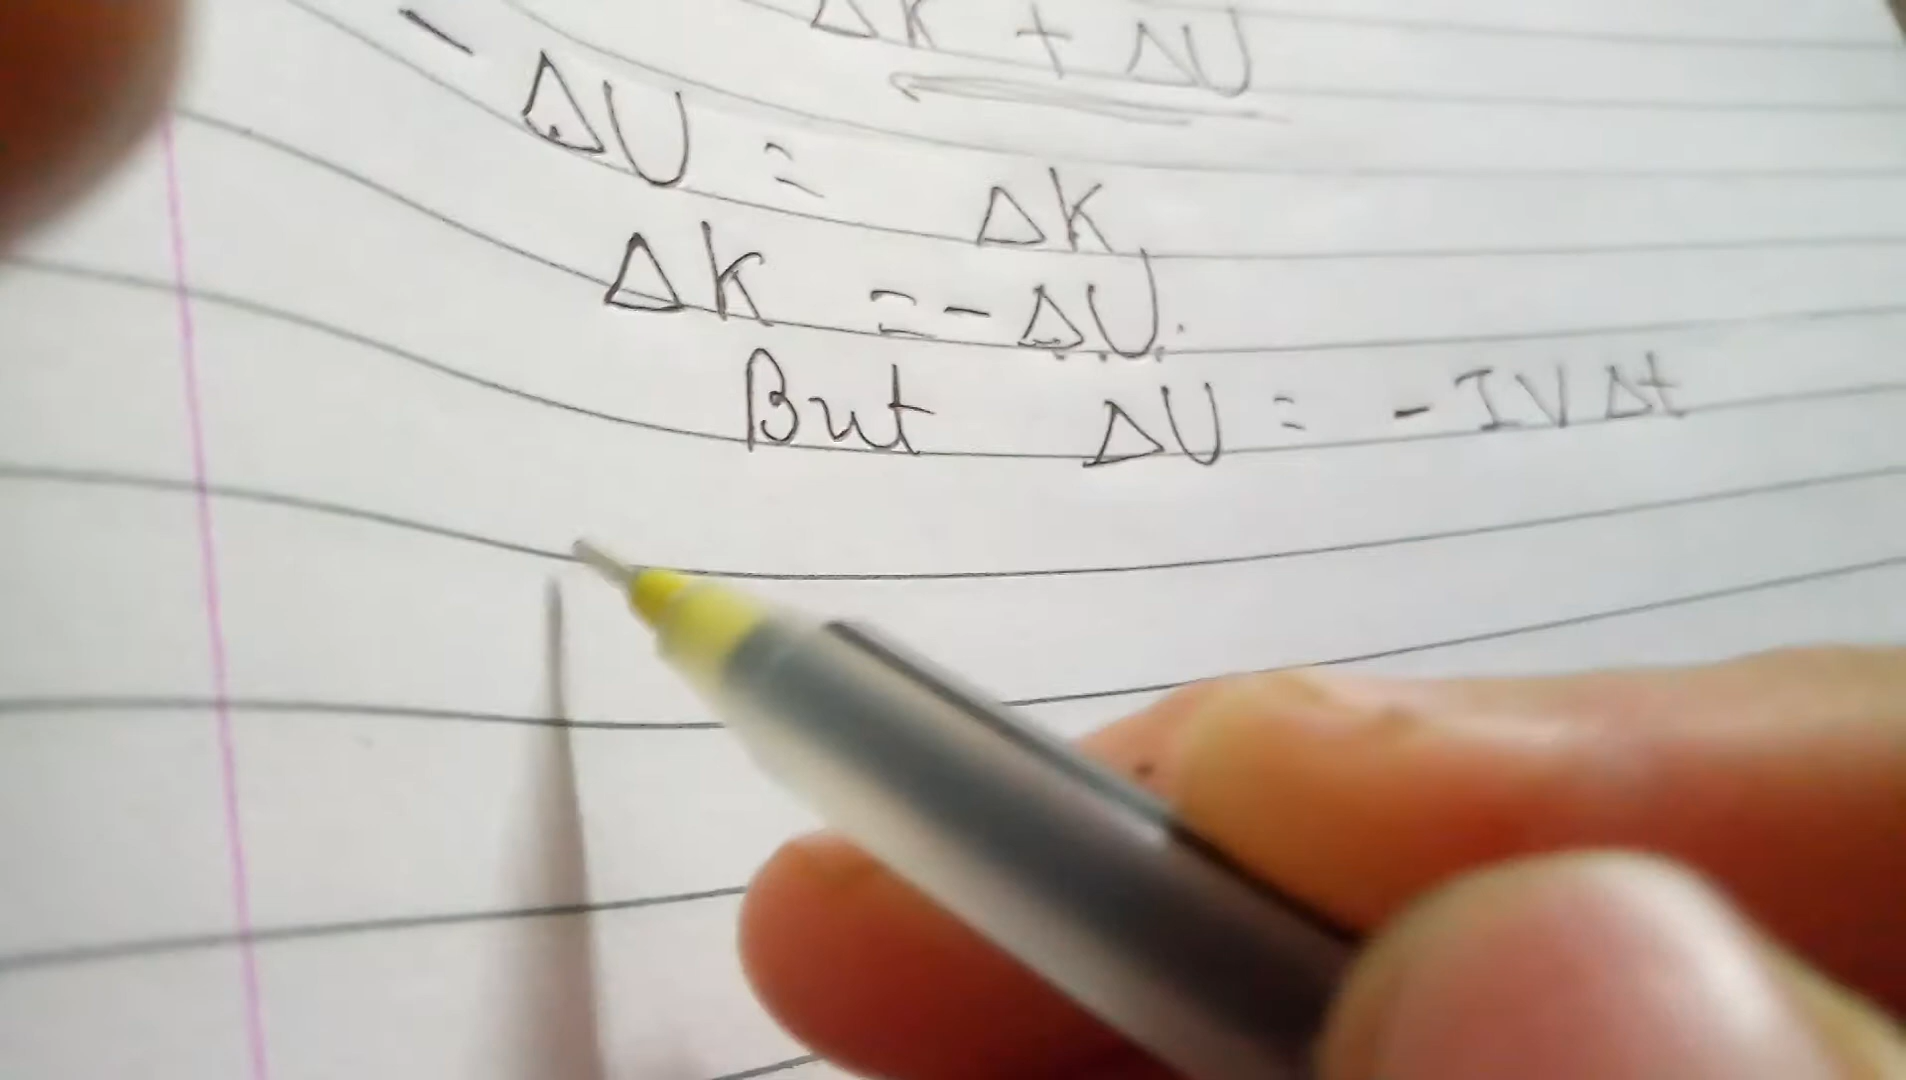 ΔK + ΔU
- ΔU = ΔK
ΔK = - ΔU.
But ΔU = - IVΔt